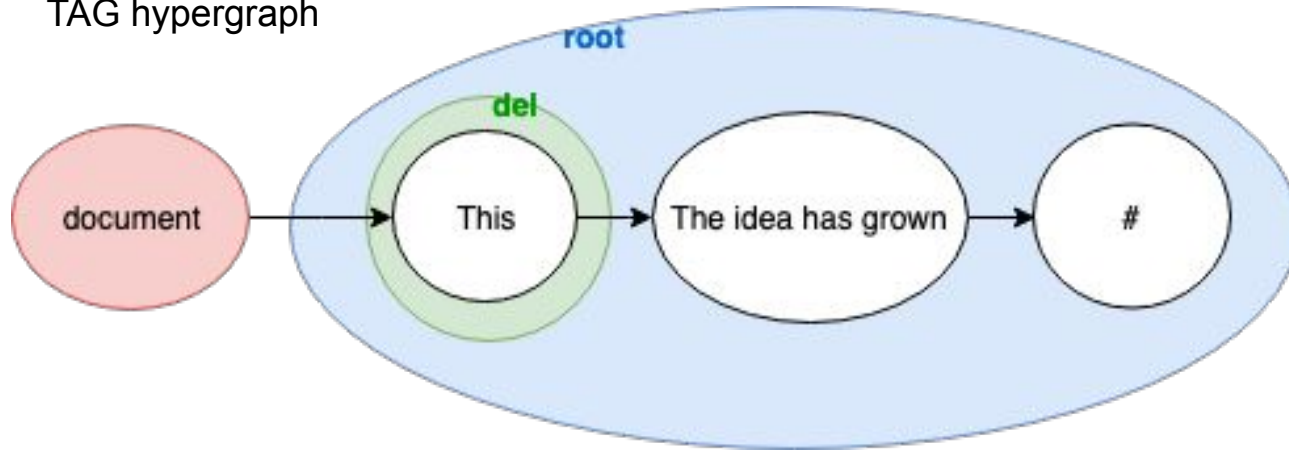 TAG hypergraph
root
del
document
This
The idea has grown
#